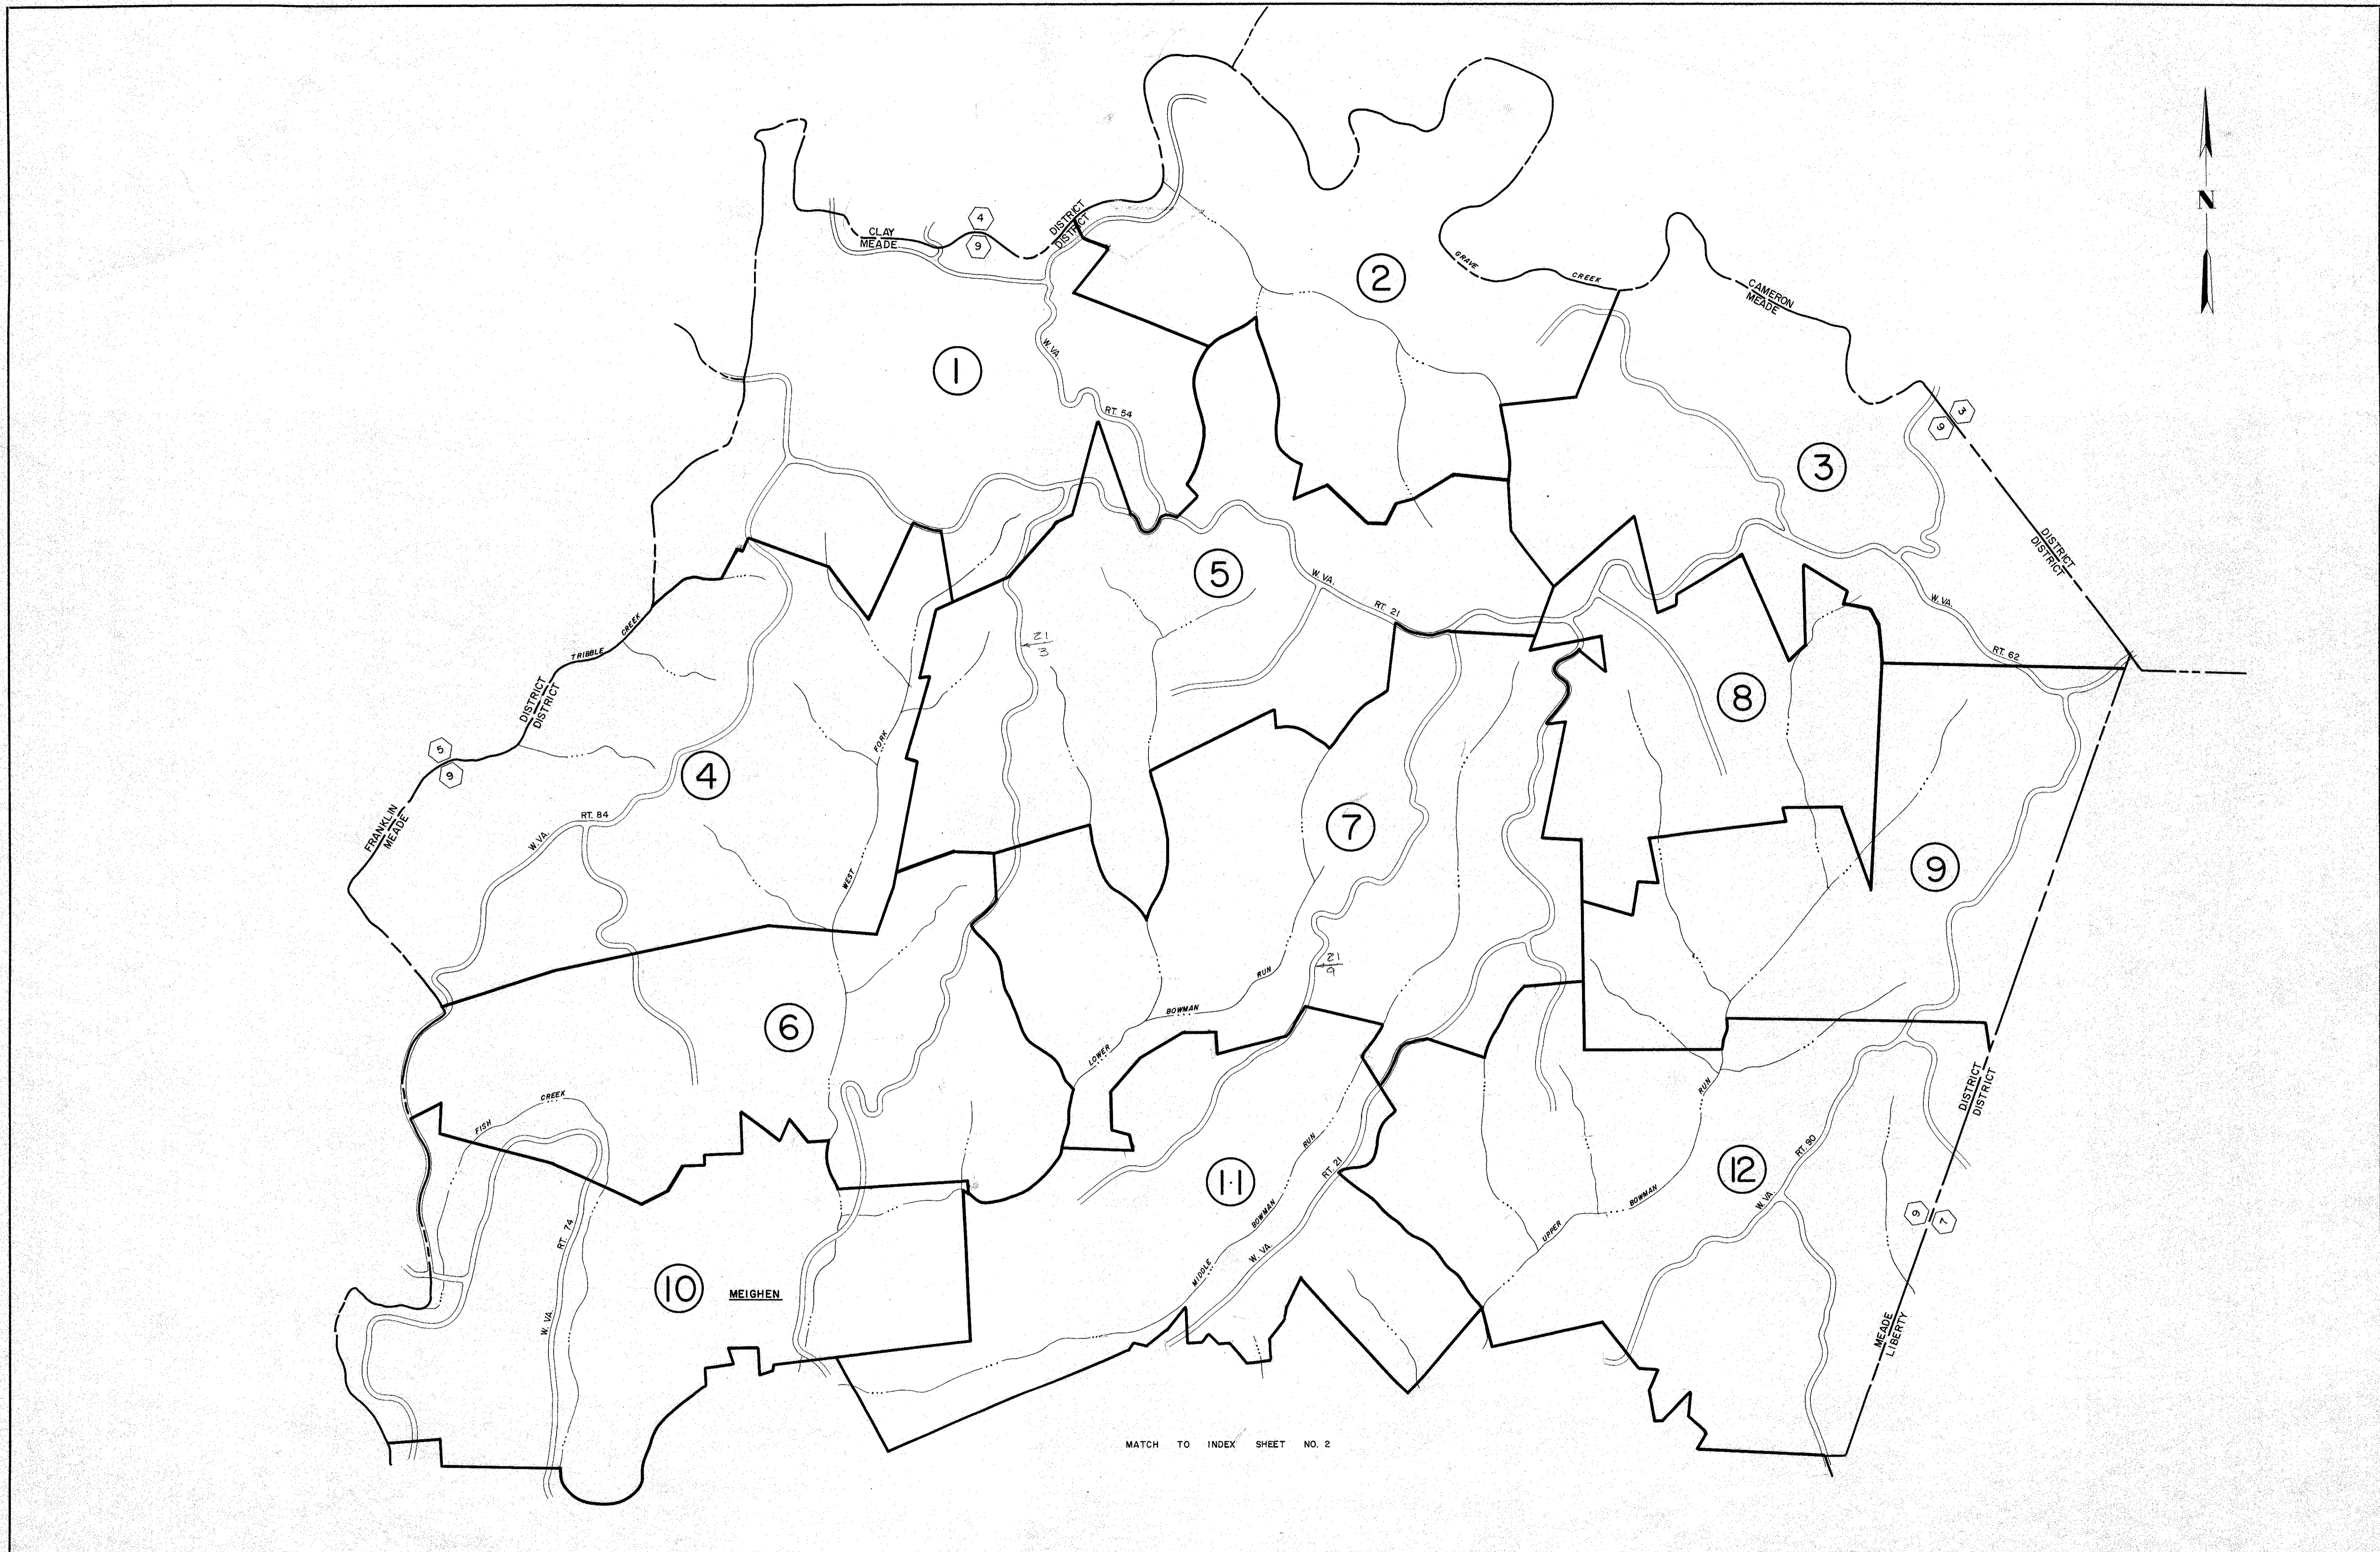 N
4
9
CLAY
MEADE
DISTRICT
DISTRICT
2
GRAVE
CREEK
CAMERON
MEADE
1
W. VA.
RT. 54
3
9
3
DISTRICT
DISTRICT
5
W. VA.
RT. 21
W. VA.
RT. 62
21
3
TRIBBLE
CREEK
DISTRICT
DISTRICT
5
9
4
FORK
WEST
8
FRANKLIN
MEADE
W. VA.
RT. 84
7
9
21
9
BOWMAN
RUN
LOWER
6
FISH
CREEK
RUN
DISTRICT
DISTRICT
11
RUN
RT. 21
BOWMAN
W. VA.
MIDDLE
12
RT. 90
W. VA.
UPPER
BOWMAN
9
7
10
MEIGHEN
RT. 74
W. VA.
MEADE
LIBERTY
MATCH TO INDEX SHEET NO. 2